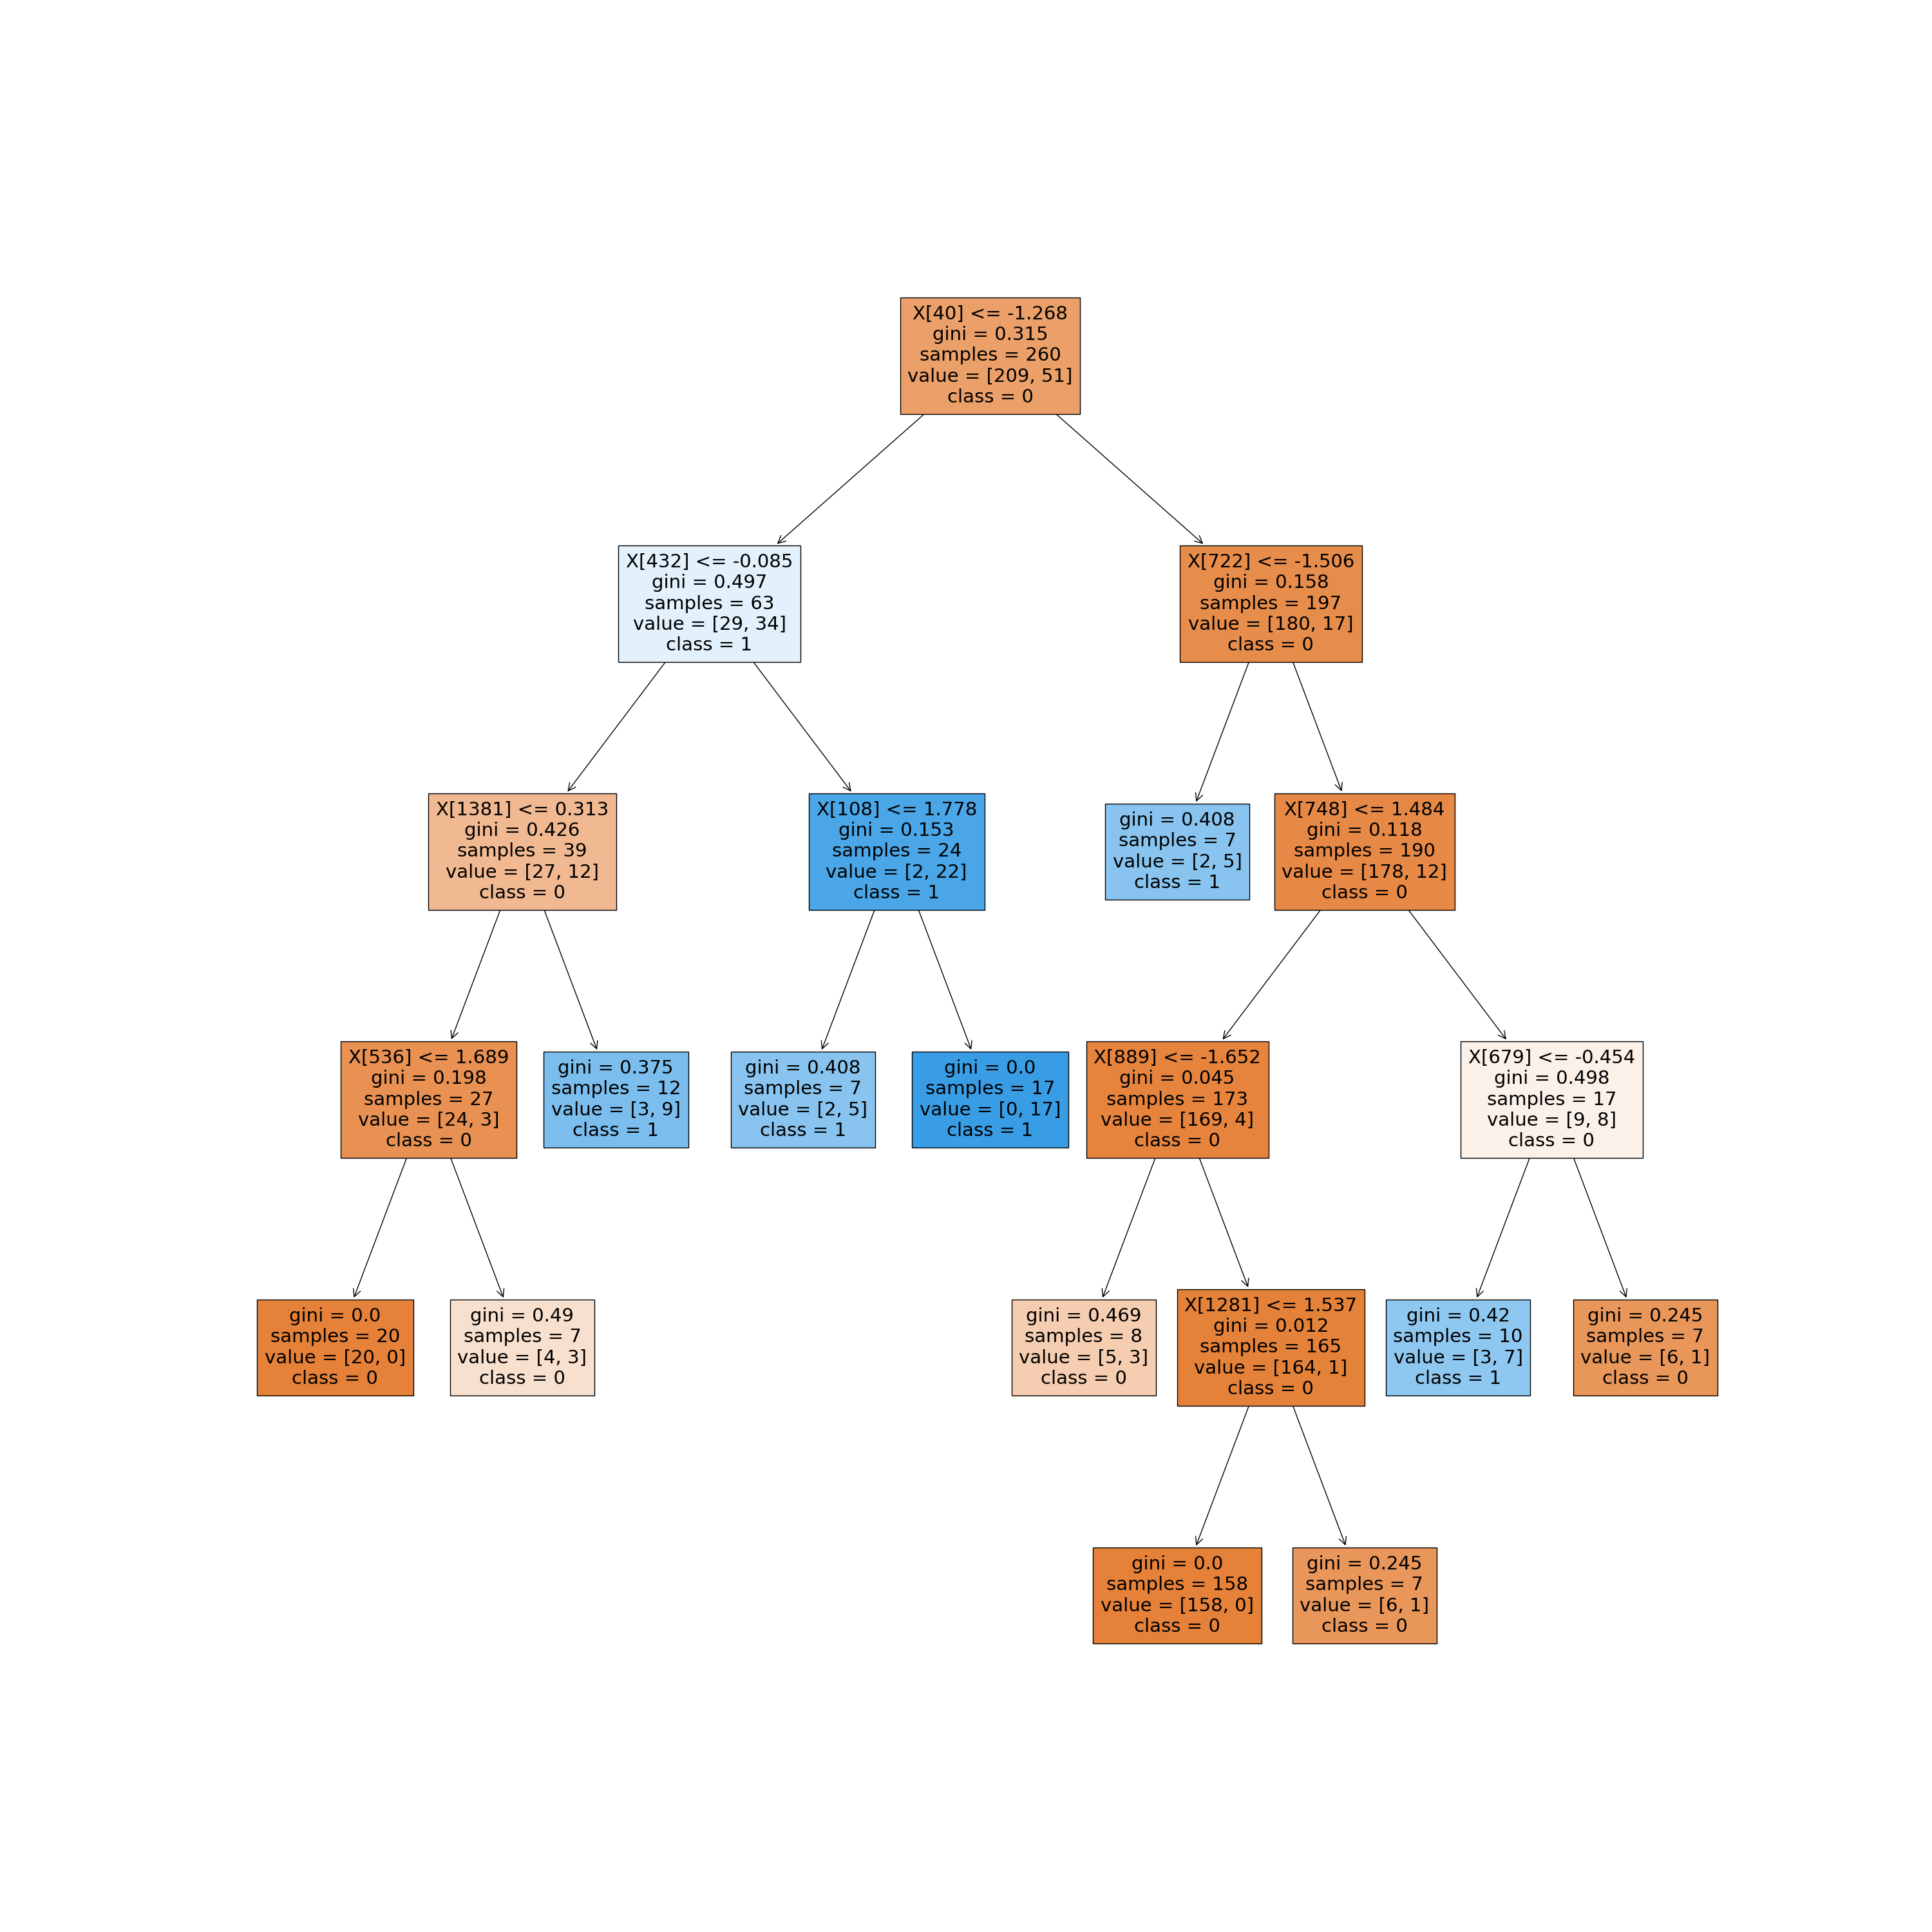 X[40] <= -1.268
gini = 0.315
samples = 260
value = [209, 51]
class = 0
X[432] <= -0.085
gini = 0.497
samples = 63
value = [29, 34]
class = 1
X[722] <= -1.506
gini = 0.158
samples = 197
value = [180, 17]
class = 0
X[1381] <= 0.313
gini = 0.426
samples = 39
value = [27, 12]
class = 0
X[108] <= 1.778
gini = 0.153
samples = 24
value = [2, 22]
class = 1
gini = 0.408
samples = 7
value = [2, 5]
class = 1
X[748] <= 1.484
gini = 0.118
samples = 190
value = [178, 12]
class = 0
X[536] <= 1.689
gini = 0.198
samples = 27
value = [24, 3]
class = 0
gini = 0.375
samples = 12
value = [3, 9]
class = 1
gini = 0.408
samples = 7
value = [2, 5]
class = 1
gini = 0.0
samples = 17
value = [0, 17]
class = 1
X[889] <= -1.652
gini = 0.045
samples = 173
value = [169, 4]
class = 0
X[679] <= -0.454
gini = 0.498
samples = 17
value = [9, 8]
class = 0
gini = 0.0
samples = 20
value = [20, 0]
class = 0
gini = 0.49
samples = 7
value = [4, 3]
class = 0
gini = 0.469
samples = 8
value = [5, 3]
class = 0
X[1281] <= 1.537
gini = 0.012
samples = 165
value = [164, 1]
class = 0
gini = 0.42
samples = 10
value = [3, 7]
class = 1
gini = 0.245
samples = 7
value = [6, 1]
class = 0
gini = 0.0
samples = 158
value = [158, 0]
class = 0
gini = 0.245
samples = 7
value = [6, 1]
class = 0